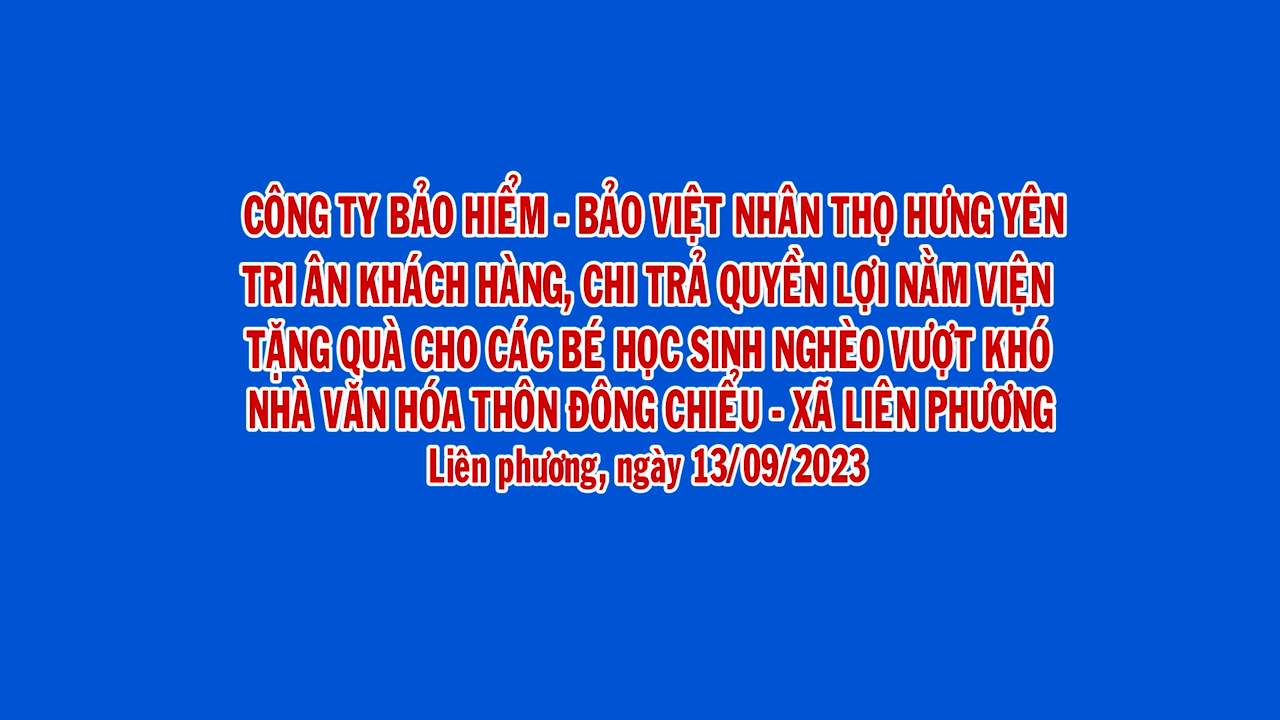 CÔNG TY BẢO HIỂM - BẢO VIỆT NHÂN THỌ HƯNG YÊN
TRI ÂN KHÁCH HÀNG, CHI TRẢ QUYỀN LỢI NẰM VIỆN
TẶNG QUÀ CHO CÁC BÉ HỌC SINH NGHÈO VƯỢT KHÓ
NHÀ VĂN HÓA THÔN ĐÔNG CHIỂU - XÃ LIÊN PHƯƠNG
Liên phương, ngày 13/09/2023